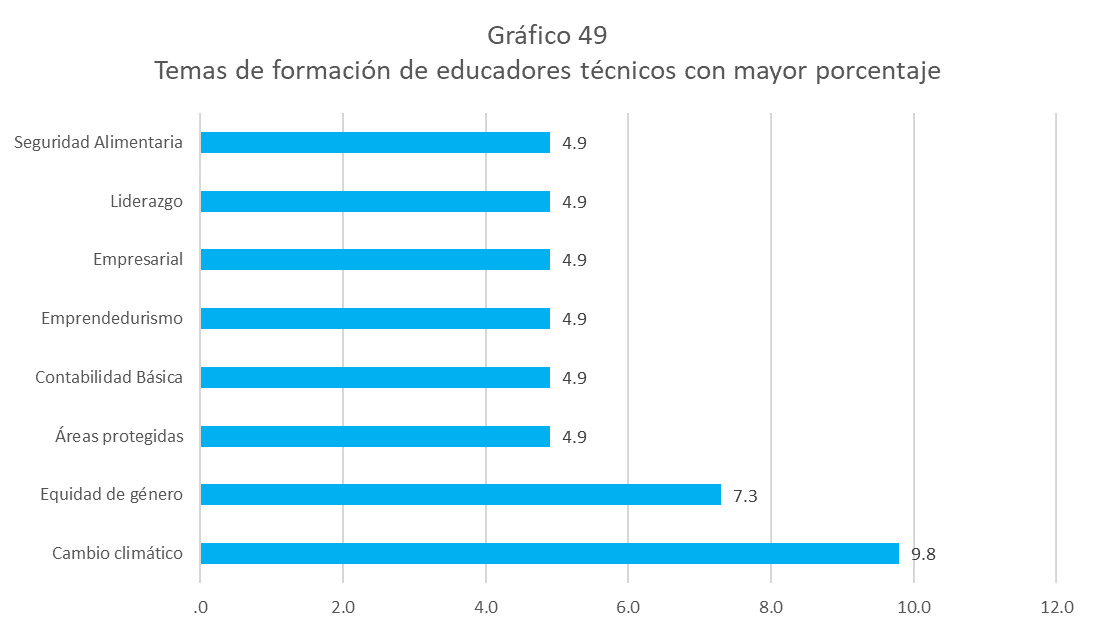 Gráfico 49
Temas de formación de educadores técnicos con mayor porcentaje
Seguridad Alimentaria 4.9
Liderazgo 4.9
Empresarial 4.9
Emprendedurismo 4.9
Contabilidad Básica 4.9
Áreas protegidas 4.9
Equidad de género 7.3
Cambio climático 9.8
.0 2.0 4.0 6.0 8.0 10.0 12.0